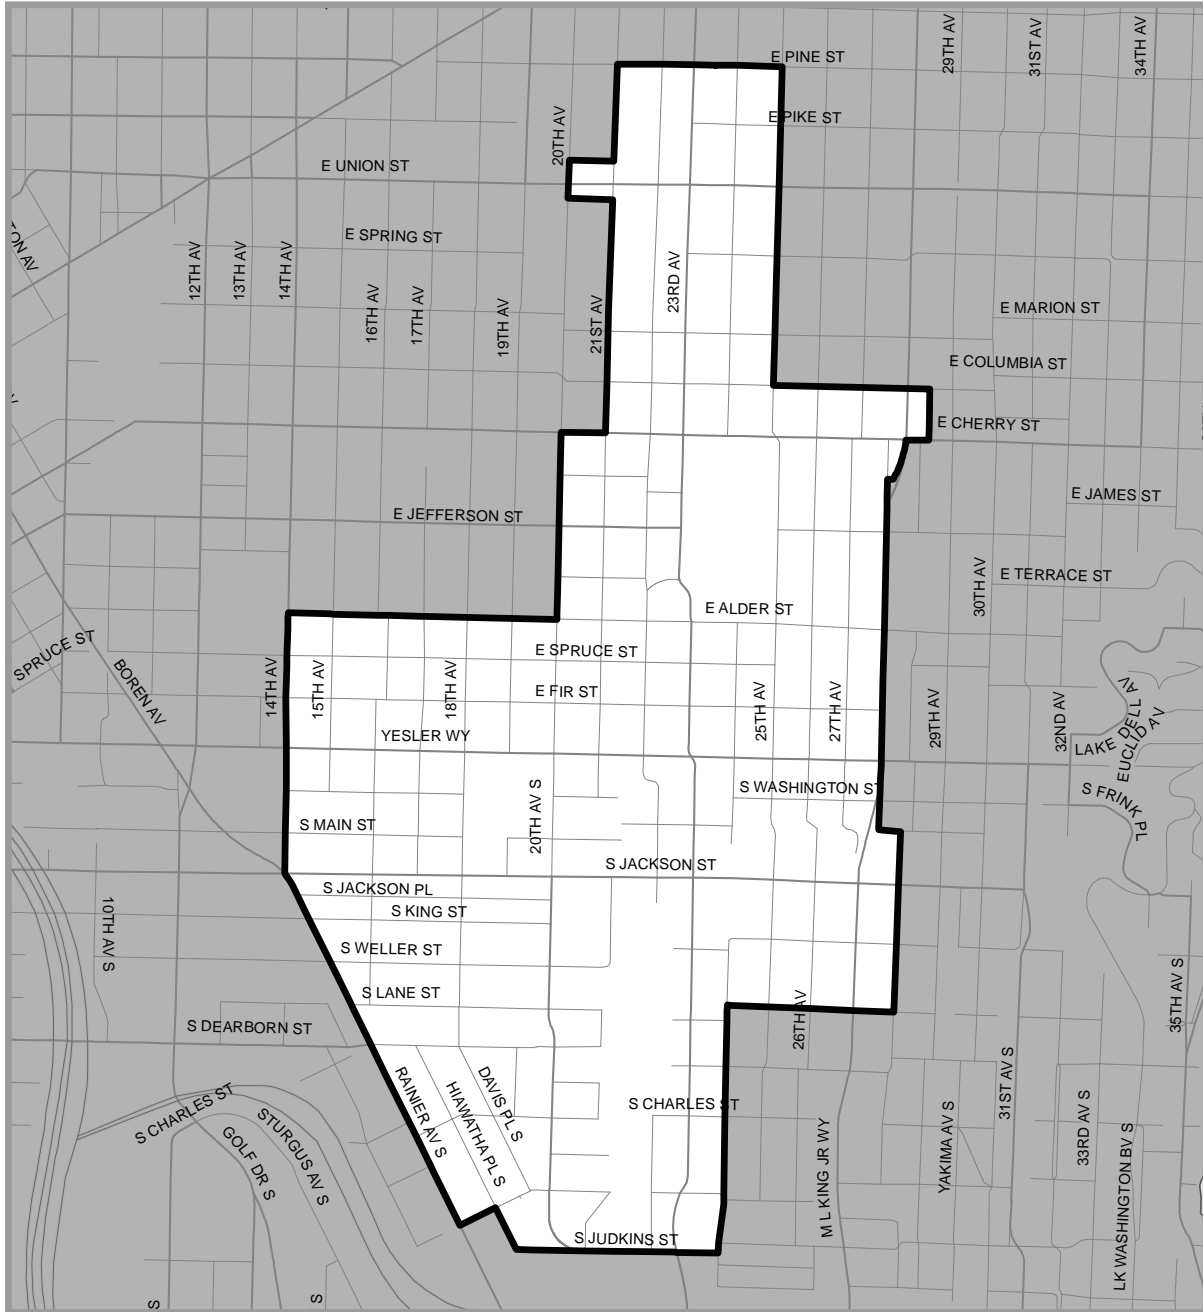 E PINE ST
29TH AV
31ST AV
34TH AV
E PIKE ST
20TH AV
E UNION ST
E SPRING ST
12TH AV
13TH AV
14TH AV
16TH AV
17TH AV
19TH AV
21ST AV
23RD AV
E MARION ST
E COLUMBIA ST
E CHERRY ST
E JAMES ST
E JEFFERSON ST
30TH AV
E TERRACE ST
E ALDER ST
SPRUCE ST
E SPRUCE ST
BOREN AV
14TH AV
15TH AV
18TH AV
E FIR ST
25TH AV
27TH AV
29TH AV
32ND AV
LAKE DELL AV
EUCLID AV
YESLER WY
S WASHINGTON ST
S FRINK PL
20TH AV S
S MAIN ST
S JACKSON ST
S JACKSON PL
S KING ST
10TH AV S
S WELLER ST
S LANE ST
35TH AV S
26TH AV
S DEARBORN ST
31ST AV S
RAINIER AV S
HIAWATHA PL S
DAVIS PL S
S CHARLES ST
S CHARLES ST
STURGUS AV S
GOLF DR S
YAKIMA AV S
33RD AV S
M L KING JR WY
LK WASHINGTON BV S
S JUDKINS ST
S
S